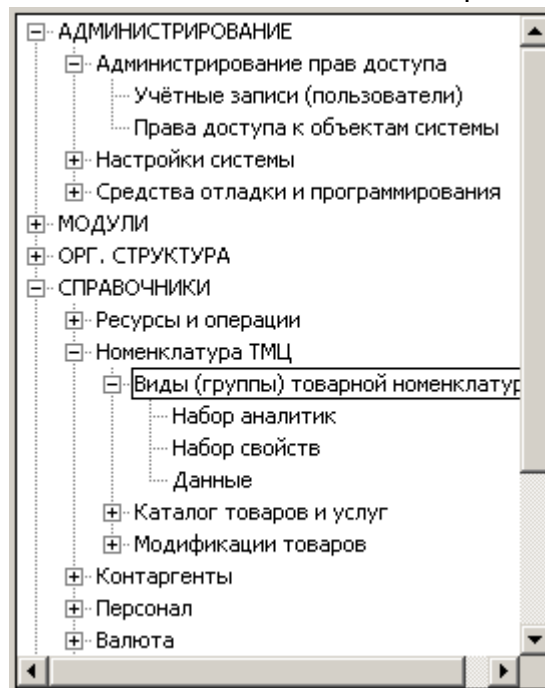 АДМИНИСТРИРОВАНИЕ
Администрирование прав доступа
Учётные записи (пользователи)
Права доступа к объектам системы
Настройки системы
Средства отладки и программирования
МОДУЛИ
ОРГ. СТРУКТУРА
СПРАВОЧНИКИ
Ресурсы и операции
Номенклатура ТМЦ
Виды (группы) товарной номенклатур
Набор аналитик
Набор свойств
Данные
Каталог товаров и услуг
Модификации товаров
Контаргенты
Персонал
Валюта